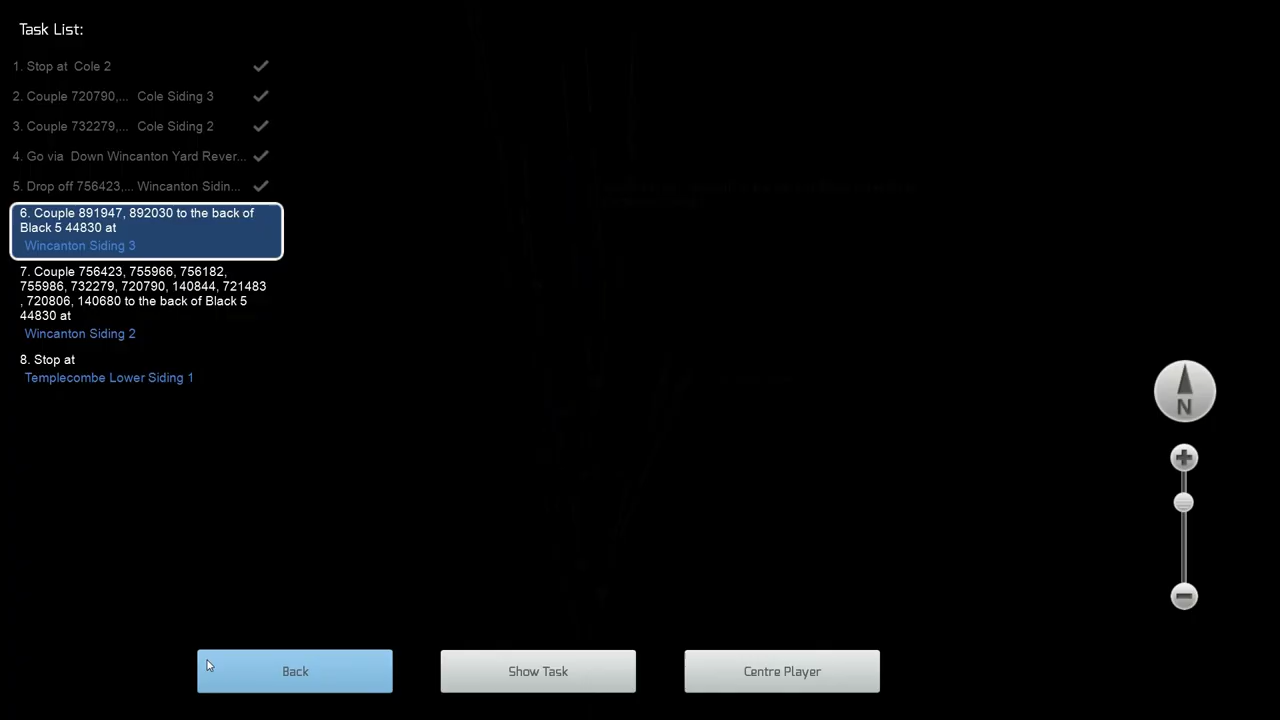 Task List:
1. Stop at  Cole 2
2. Couple 720790,...   Cole Siding 3
3. Couple 732279,...   Cole Siding 2
4. Go via  Down Wincanton Yard Rever...
5. Drop off 756423,... Wincanton Sidin...
6. Couple 891947, 892030 to the back of
Black 5 44830 at
Wincanton Siding 3
7. Couple 756423, 755966, 756182,
755986, 732279, 720790, 140844, 721483
, 720806, 140680 to the back of Black 5
44830 at
Wincanton Siding 2
8. Stop at
Templecombe Lower Siding 1
N
Back
Show Task
Centre Player